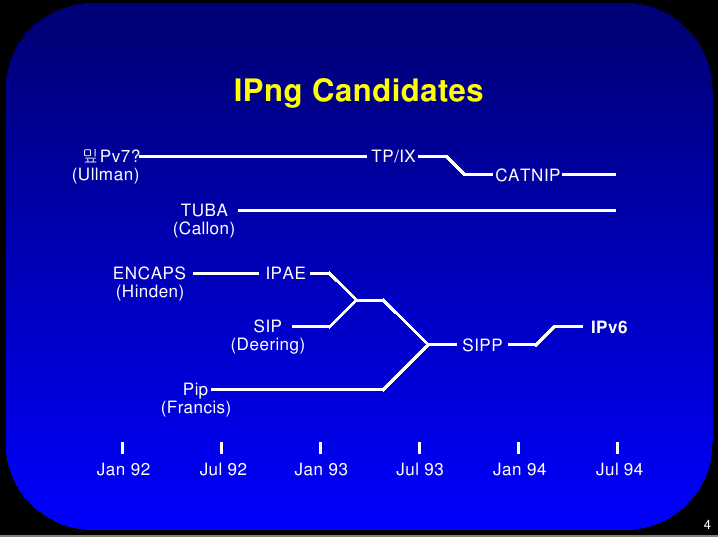 IPng Candidates
밒Pv7?
(Ullman)
TP/IX
CATNIP
TUBA
(Callon)
ENCAPS
(Hinden)
IPAE
SIP
(Deering)
SIPP
IPv6
Pip
(Francis)
Jan 92
Jul 92
Jan 93
Jul 93
Jan 94
Jul 94
4